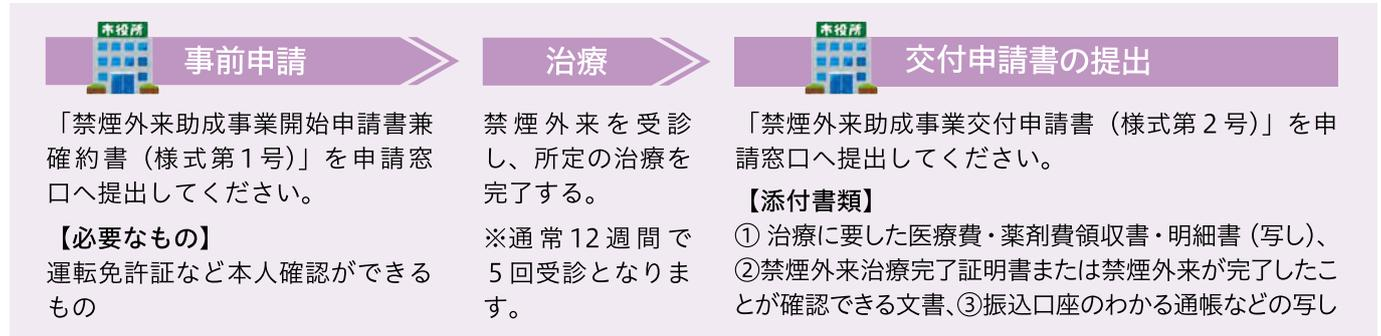 市役所
事前申請
「禁煙外来助成事業開始申請書兼
確約書（様式第1号）」を申請窓
口へ提出してください。
【必要なもの】
運転免許証など本人確認ができる
もの
治療
禁煙外来を受診
し、所定の治療を
完了する。
※通常12週間で
5回受診となりま
す。
市役所
交付申請書の提出
「禁煙外来助成事業交付申請書（様式第2号）」を申
請窓口へ提出してください。
【添付書類】
① 治療に要した医療費・薬剤費領収書・明細書（写し）、
②禁煙外来治療完了証明書または禁煙外来が完了したこ
とが確認できる文書、③振込口座のわかる通帳などの写し